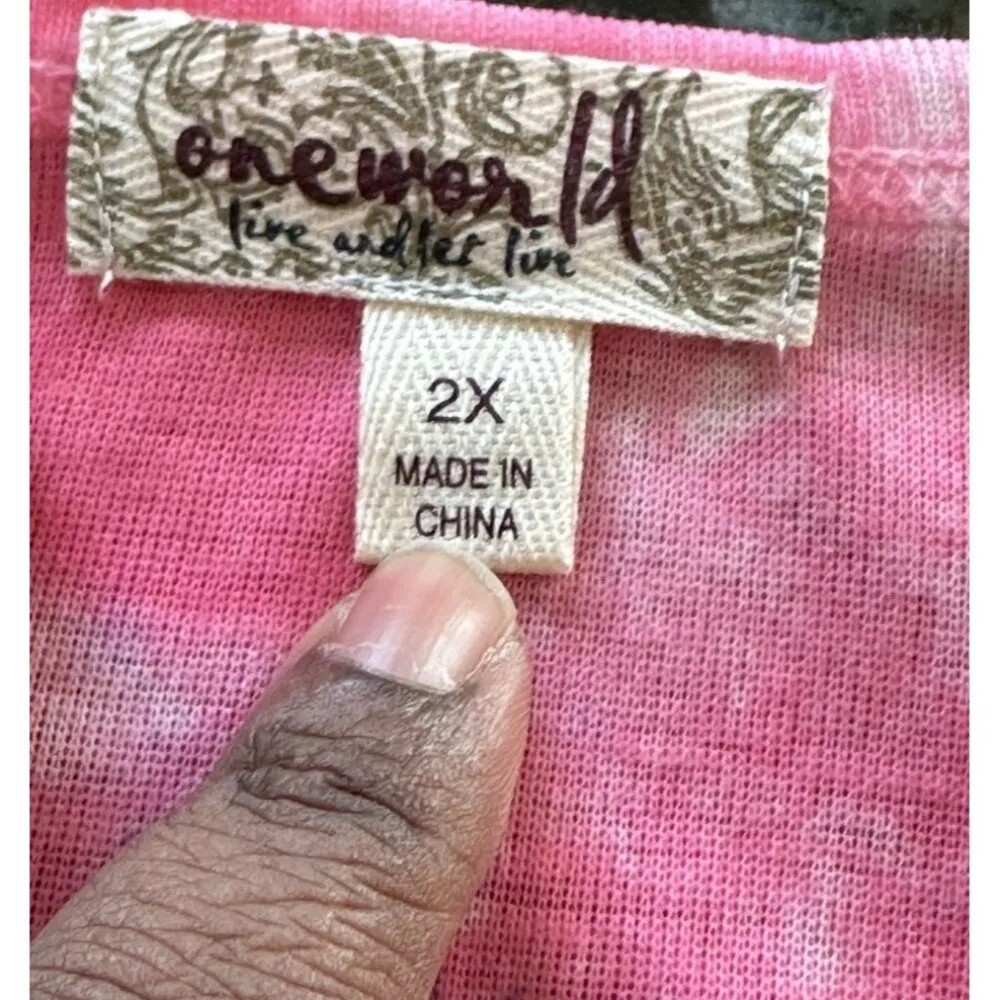 oneworld
live and let live
2X
MADE IN
CHINA